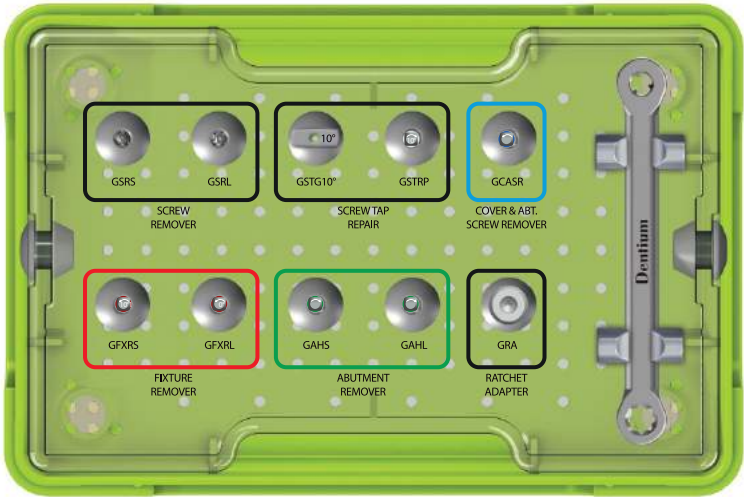 10°
GSRS
GSRL
GSTG10°
GSTRP
GCASR
SCREW
REMOVER
SCREW TAP
REPAIR
COVER & ABT.
SCREW REMOVER
Dentium
GFXRS
GFXRL
GAHS
GAHL
GRA
FIXTURE
REMOVER
ABUTMENT
REMOVER
RATCHET
ADAPTER